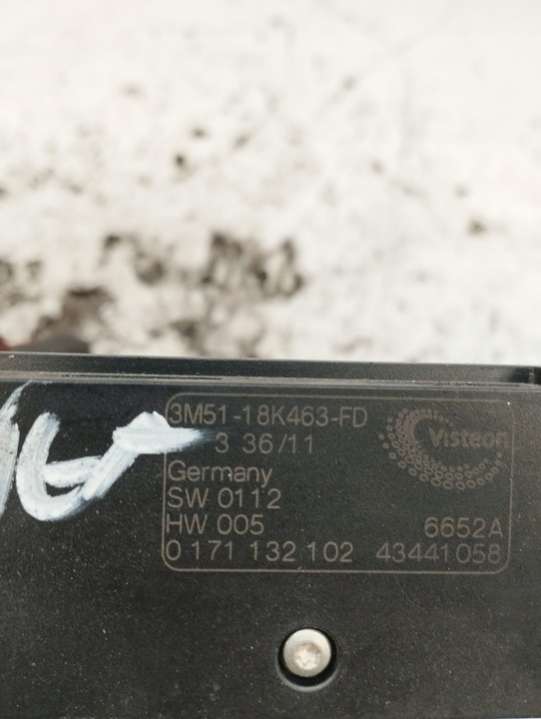 3M51-18K463-FD
3 36/11
Visteon
Germany
SW 0112
HW 005
6652A
0 171 132 102 43441058